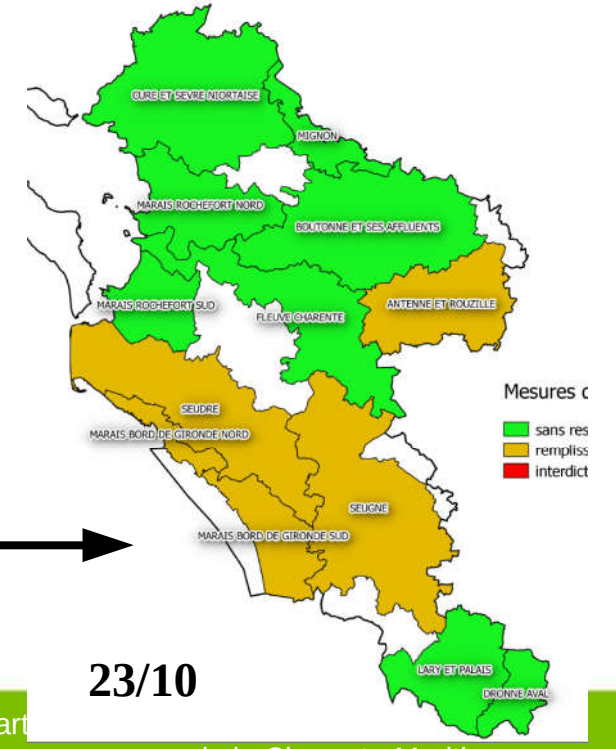 CURE ET SEVRE NIORTAISE
MIGNON
MARAIS ROCHEFORT NORD
BOUTONNE ET SES AFFLUENTS
MARAIS ROCHEFORT SUD
FLEUVE CHARENTE
ANTENNE ET ROUZILLE
Mesures
sans res
rempliss
interdict
SEUDRE
MARAIS BORD DE GIRONDE NORD
SEUGNE
MARAIS BORD DE GIRONDE SUD
LARY ET PALAIS
DRONNE AVAL
23/10
art